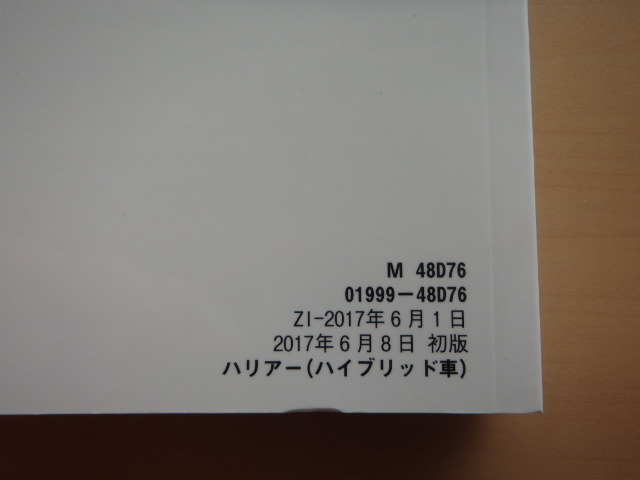 M 48D76
01999-48D76
ZI-2017年6月1日
2017年6月8日 初版
ハリアー(ハイブリッド車)